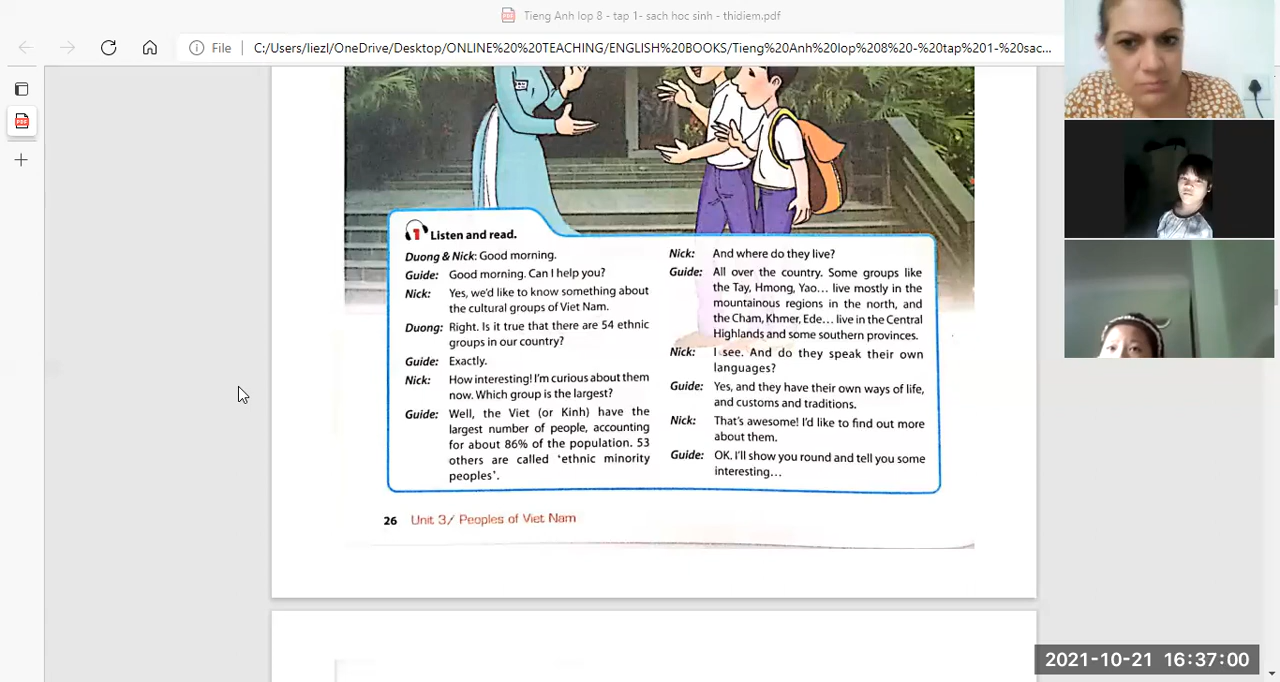 Tieng Anh lop 8 - tap 1- sach hoc sinh - thidiem.pdf
File
C:/Users/liezl/OneDrive/Desktop/ONLINE%20%20TEACHING/ENGLISH%20BOOKS/Tieng%20Anh%20lop%208%20-%20tap%201-%20sac...
1 Listen and read.
Duong & Nick: Good morning.
Guide: Good morning. Can I help you?
Nick: Yes, we'd like to know something about
the cultural groups of Viet Nam.
Duong: Right. Is it true that there are 54 ethnic
groups in our country?
Guide: Exactly.
Nick: How interesting! I'm curious about them
now. Which group is the largest?
Guide: Well, the Viet (or Kinh) have the
largest number of people, accounting
for about 86% of the population. 53
others are called 'ethnic minority
peoples'.
Nick: And where do they live?
Guide: All over the country. Some groups like
the Tay, Hmong, Yao... live mostly in the
mountainous regions in the north, and
the Cham, Khmer, Ede... live in the Central
Highlands and some southern provinces.
Nick: I see. And do they speak their own
languages?
Guide: Yes, and they have their own ways of life,
and customs and traditions.
Nick: That's awesome! I'd like to find out more
about them.
Guide: OK. I'll show you round and tell you some
interesting...
26 Unit 3/ Peoples of Viet Nam
2021-10-21 16:37:00